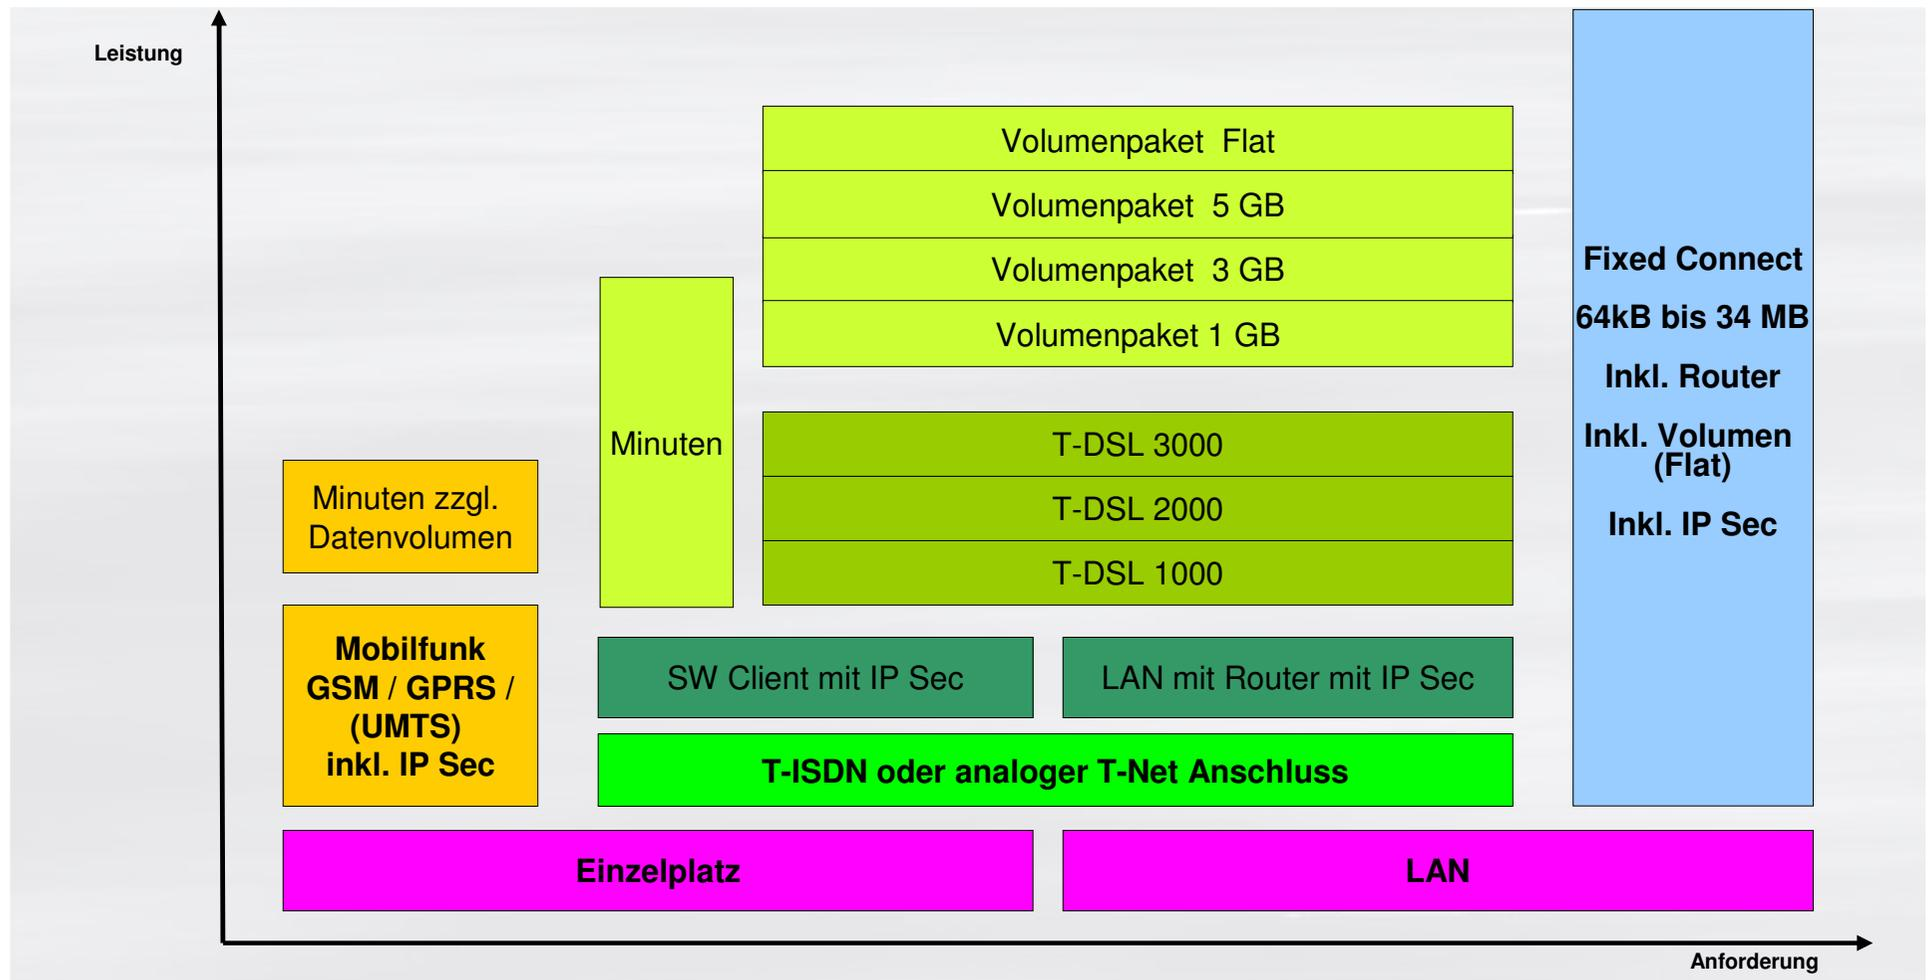 Leistung
Volumenpaket  Flat
Volumenpaket  5 GB
Volumenpaket  3 GB
Volumenpaket 1 GB
Minuten
T-DSL 3000
T-DSL 2000
T-DSL 1000
Minuten zzgl.
Datenvolumen
Mobilfunk
GSM / GPRS /
(UMTS)
inkl. IP Sec
SW Client mit IP Sec
LAN mit Router mit IP Sec
T-ISDN oder analoger T-Net Anschluss
Fixed Connect
64kB bis 34 MB
Inkl. Router
Inkl. Volumen
(Flat)
Inkl. IP Sec
Einzelplatz
LAN
Anforderung